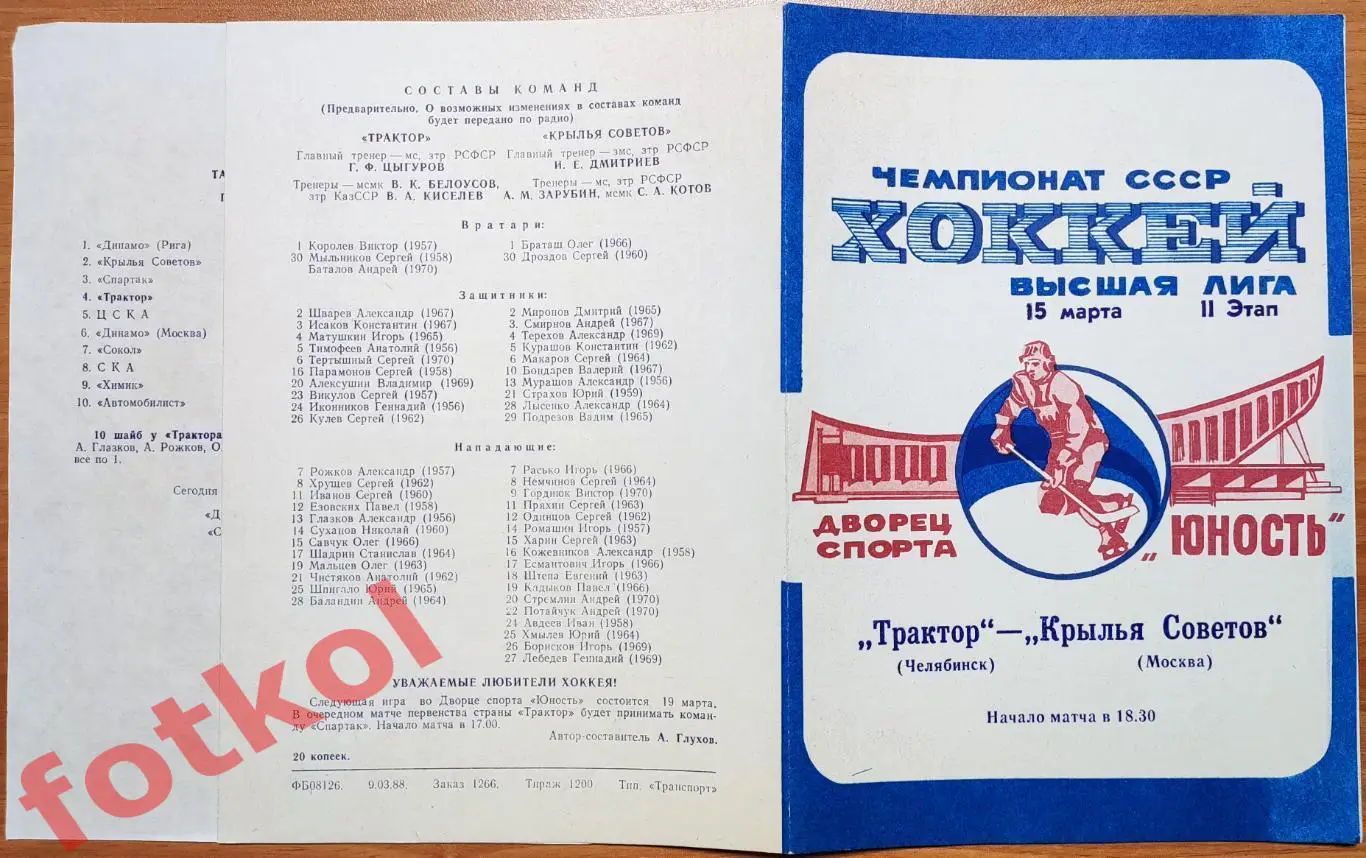 ТА
П
1. «Динамо» (Рига)
2. «Крылья Советов»
3. «Спартак»
4. «Трактор»
5. Ц С К А
6. «Динамо» (Москва)
7. «Сокол»
8. С К А
9. «Химик»
10. «Автомобилист»
10 шайб у «Трактора
А. Глазков, А. Рожков, О.
все по 1.
Сегодня
«Д
«С
СОСТАВЫ КОМАНД
(Предварительно. О возможных изменениях в составах команд
будет передано по радио)
«ТРАКТОР»
Главный тренер — мс, зтр РСФСР
Г. Ф. ЦЫГУРОВ
Тренеры — мсмк В. К. БЕЛОУСОВ,
зтр КазССР В. А. КИСЕЛЕВ
«КРЫЛЬЯ СОВЕТОВ»
Главный тренер — змс, зтр РСФСР
И. Е. ДМИТРИЕВ
Тренеры — мс, зтр РСФСР
А. М. ЗАРУБИН, мсмк С. А. КОТОВ
Вратари:
1 Королев Виктор (1957)
30 Мыльников Сергей (1958)
Баталов Андрей (1970)
1 Браташ Олег (1966)
30 Дроздов Сергей (1960)
Защитники:
2 Шварев Александр (1967)
3 Исаков Константин (1967)
4 Матушкин Игорь (1965)
5 Тимофеев Анатолий (1956)
6 Тертышный Сергей (1970)
16 Парамонов Сергей (1958)
20 Алексушин Владимир (1969)
23 Викулов Сергей (1957)
24 Иконников Геннадий (1956)
26 Кулев Сергей (1962)
2 Миронов Дмитрий (1965)
3. Смирнов Андрей (1967)
4 Терехов Александр (1969)
5 Курашов Константин (1962)
6 Макаров Сергей (1964)
10 Бондарев Валерий (1967)
13 Мурашов Александр (1956)
21 Страхов Юрий (1959)
28 Лысенко Александр (1964)
29 Подрезов Вадим (1965)
Нападающие:
7 Рожков Александр (1957)
8 Хрущев Сергей (1962)
11 Иванов Сергей (1960)
12 Езовских Павел (1958)
13 Глазков Александр (1956)
14 Суханов Николай (1960)
15 Савчук Олег (1966)
17 Шадрин Станислав (1964)
19 Мальцев Олег (1963)
21 Чистяков Анатолий (1962)
25 Шпигало Юрий (1965)
28 Баландин Андрей (1964)
7 Расько Игорь (1966)
8 Немчинов Сергей (1964)
9 Гордиюк Виктор (1970)
11 Пряхин Сергей (1963)
12 Одинцов Сергей (1962)
14 Ромашин Игорь (1957)
15 Харин Сергей (1963)
16 Кожевников Александр (1958)
17 Есмантович Игорь (1966)
18 Штепа Евгений (1963)
19 Кадыков Павел (1966)
20 Стремлин Андрей (1970)
22 Потайчук Андрей (1970)
24 Авдеев Иван (1958)
25 Хмылев Юрий (1964)
26 Борисков Игорь (1969)
27 Лебедев Геннадий (1969)
УВАЖАЕМЫЕ ЛЮБИТЕЛИ ХОККЕЯ!
Следующая игра во Дворце спорта «Юность» состоится 19 марта.
В очередном матче первенства страны «Трактор» будет принимать коман-
ду «Спартак». Начало матча в 17.00.
Автор-составитель А. Глухов.
20 копеек.
ФБ08126. 9.03.88. Заказ 1266. Тираж 1200 Тип. «Транспорт»
ЧЕМПИОНАТ СССР
ХОККЕЙ
ВЫСШАЯ ЛИГА
15 марта II Этап
ДВОРЕЦ
СПОРТА
„ЮНОСТЬ“
„Трактор“—„Крылья Советов“
(Челябинск) (Москва)
Начало матча в 18.30
fotkol